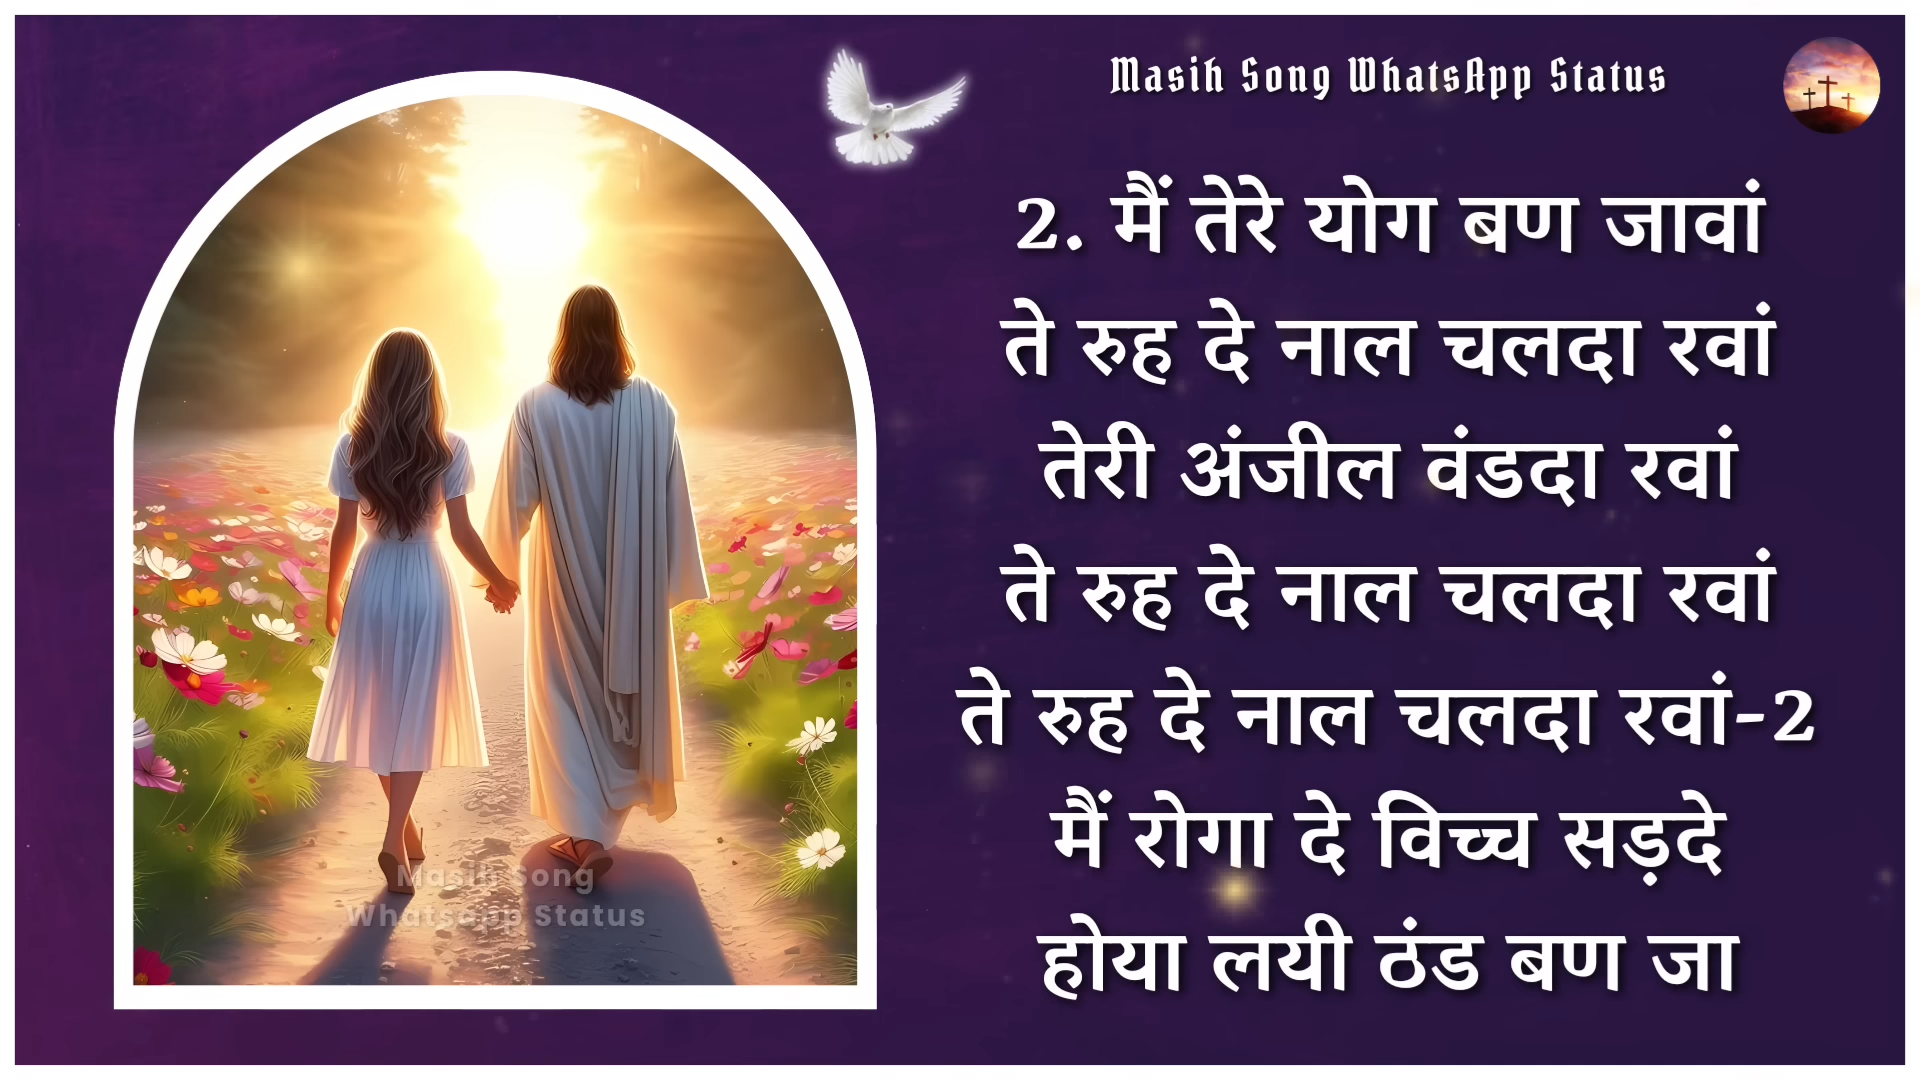 Masih Song WhatsApp Status
2. मैं तेरे योग बण जावां
ते रुह दे नाल चलदा रवां
तेरी अंजील वंडदा रवां
ते रुह दे नाल चलदा रवां
ते रुह दे नाल चलदा रवां-2
मैं रोगा दे विच्च सड़दे
होया लयी ठंड बण जा
Masih Song
Whatsapp Status